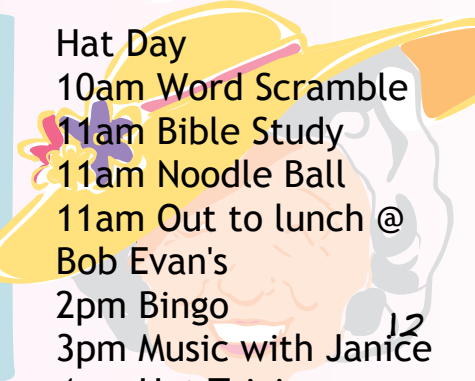 Hat Day
10am Word Scramble
11am Bible Study
11am Noodle Ball
11am Out to lunch @
Bob Evan's
2pm Bingo
12
3pm Music with Janice